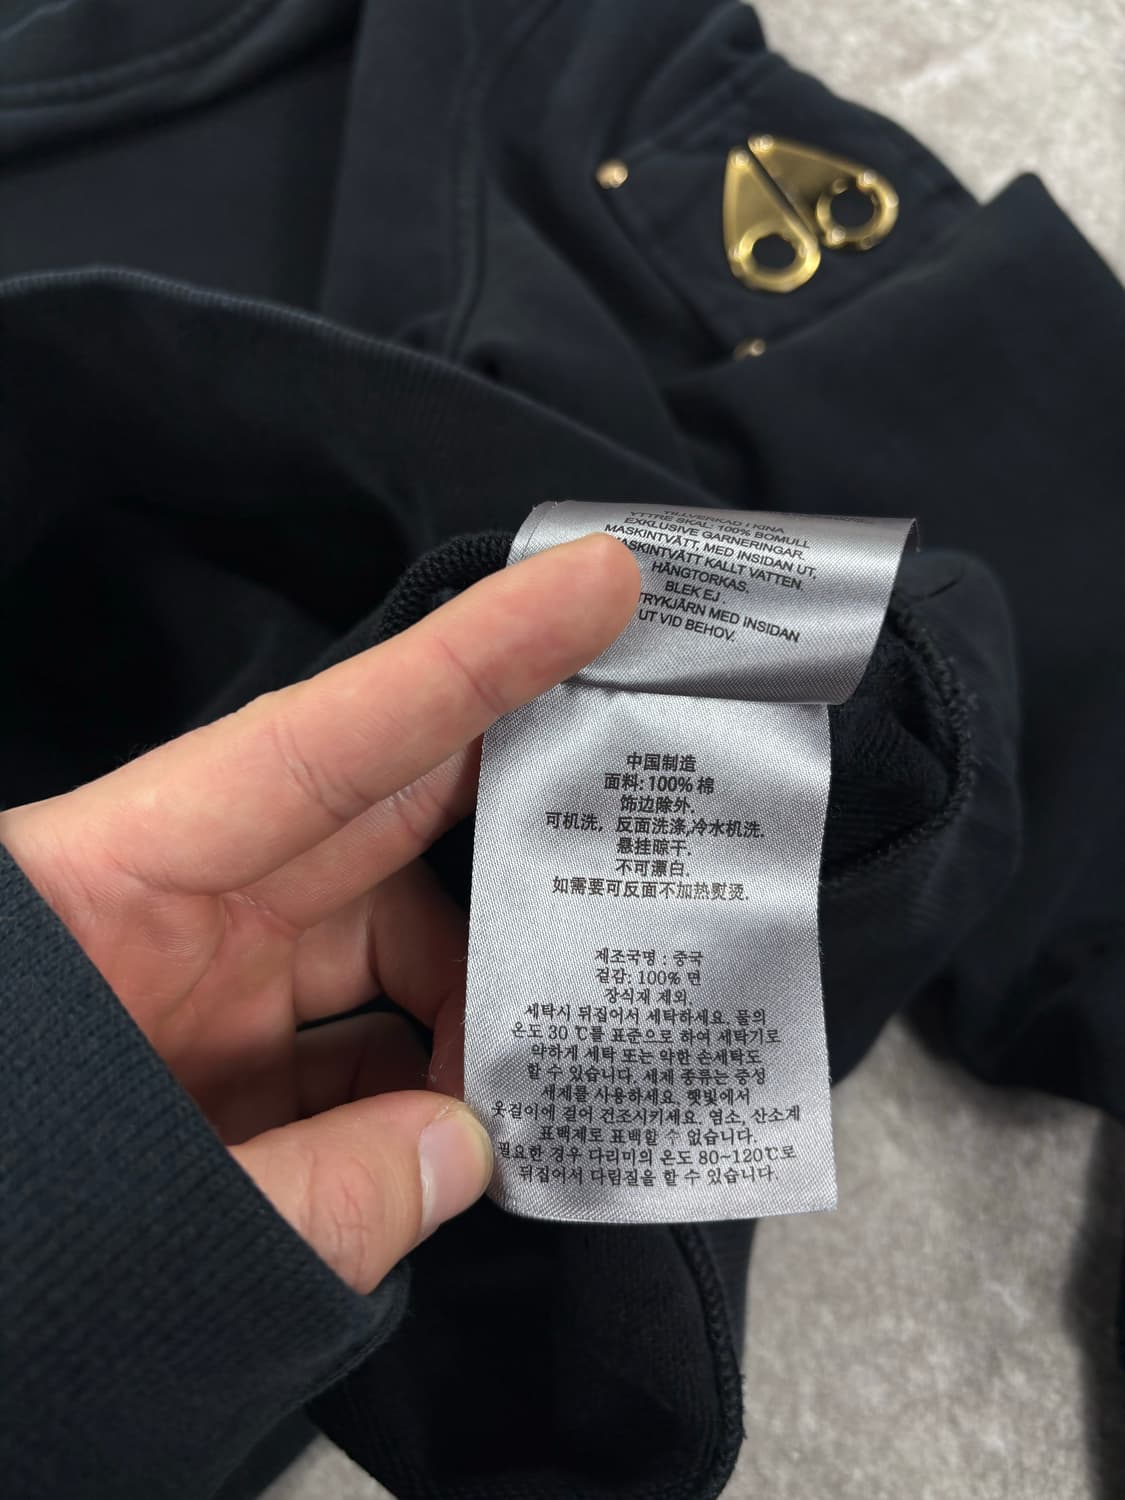 TILLVERKAD I KINA
YTTRE SKAL: 100% BOMULL
EXKLUSIVE GARNERINGAR.
MASKINTVÄTT, MED INSIDAN UT,
MASKINTVÄTT KALLT VATTEN.
HÄNGTORKAS.
BLEK EJ
STRYKJÄRN MED INSIDAN
UT VID BEHOV.
中国制造
面料: 100% 棉
饰边除外.
可机洗, 反面洗涤,冷水机洗.
悬挂晾干.
不可漂白.
如需要可反面不加热熨烫.
제조국명 : 중국
겉감: 100% 면
장식재 제외.
세탁시 뒤집어서 세탁하세요. 물의
온도 30 ℃를 표준으로 하여 세탁기로
약하게 세탁 또는 약한 손세탁도
할 수 있습니다. 세제 종류는 중성
세제를 사용하세요. 햇빛에서
옷걸이에 걸어 건조시키세요. 염소, 산소계
표백제로 표백할 수 없습니다.
필요한 경우 다리미의 온도 80~120℃로
뒤집어서 다림질을 할 수 있습니다.